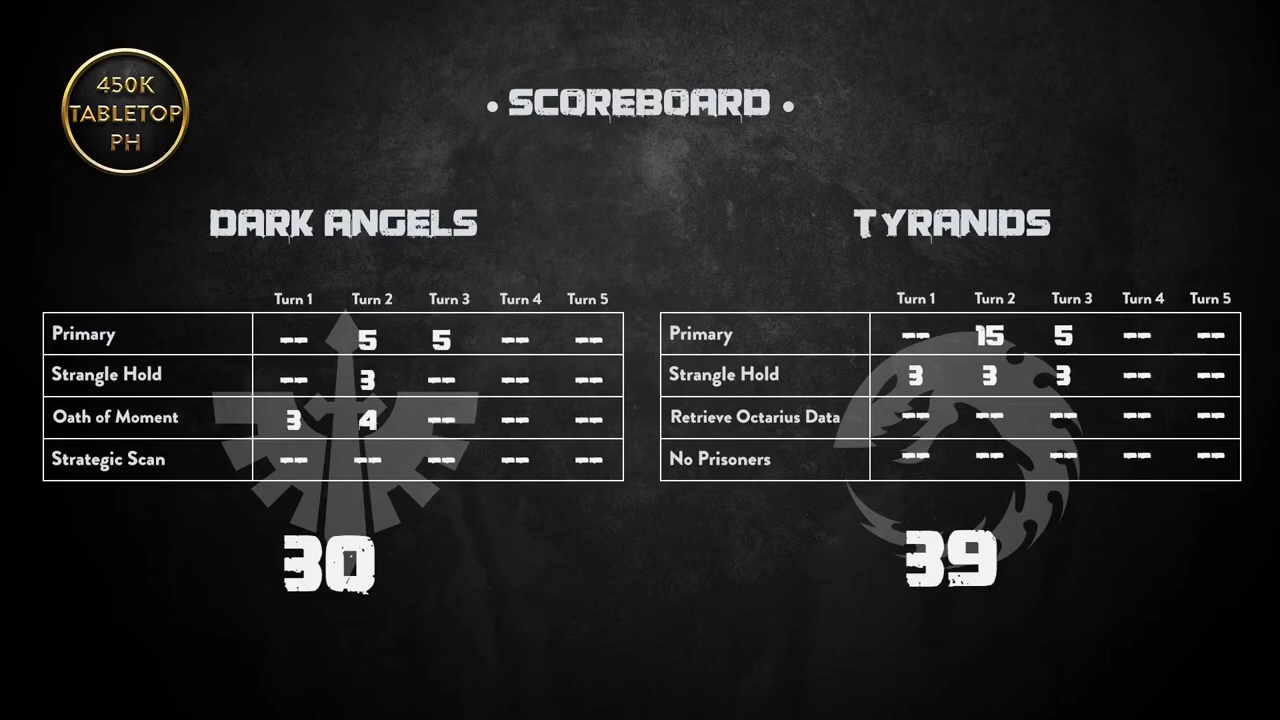 450K
TABLETOP
PH
• SCOREBOARD •
DARK ANGELS
Turn 1 Turn 2 Turn 3 Turn 4 Turn 5
Primary -- 5 5 -- --
Strangle Hold -- 3 -- -- --
Oath of Moment 3 4 -- -- --
Strategic Scan -- -- -- -- --
30
TYRANIDS
Turn 1 Turn 2 Turn 3 Turn 4 Turn 5
Primary -- 15 5 -- --
Strangle Hold 3 3 3 -- --
Retrieve Octarius Data -- -- -- -- --
No Prisoners -- -- -- -- --
39